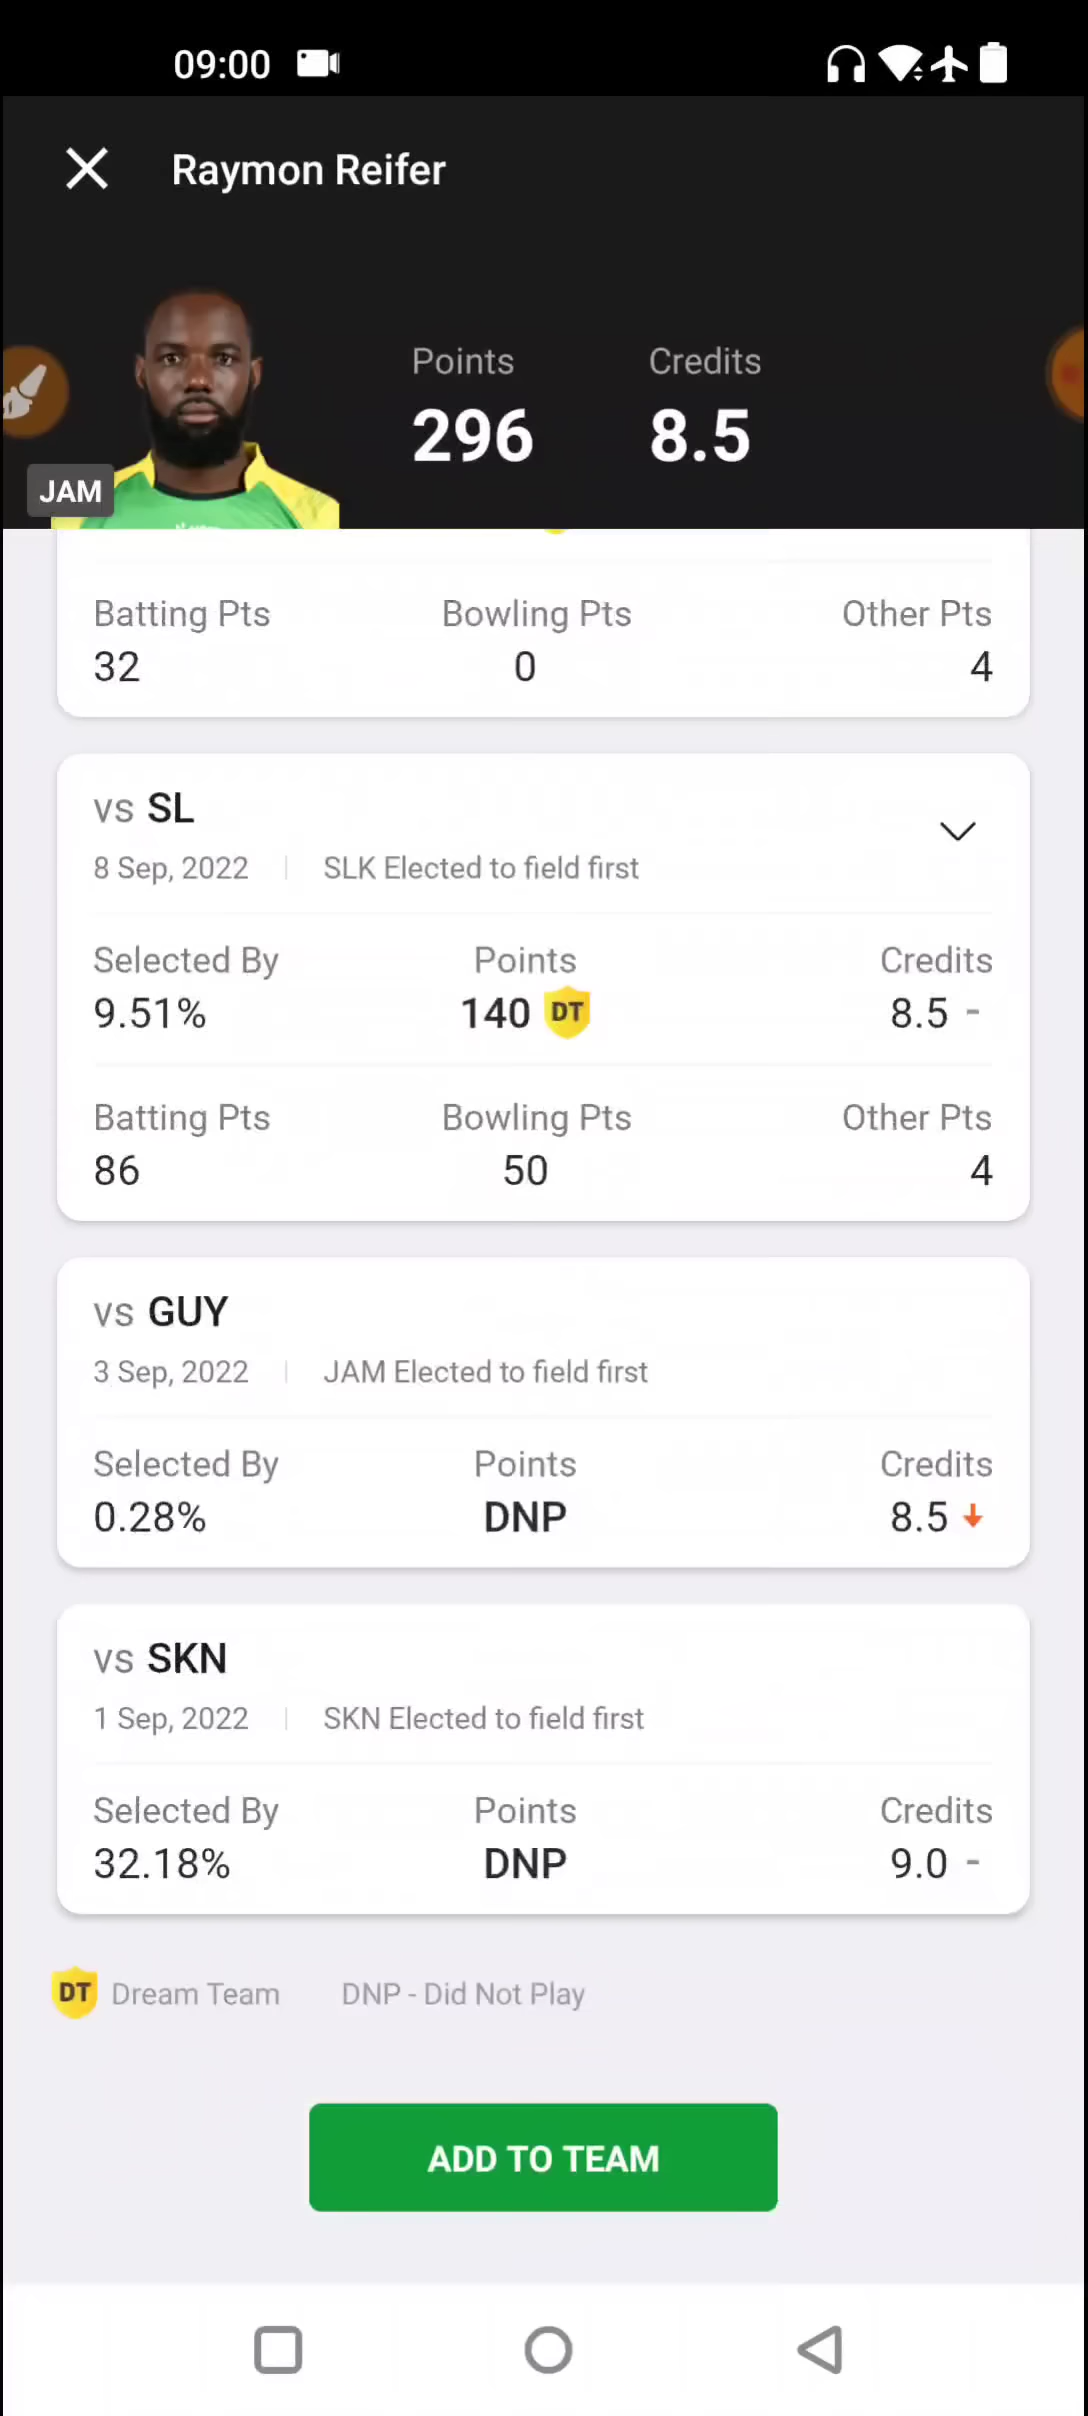 09:00
Raymon Reifer
Points Credits
296 8.5
JAM
Batting Pts Bowling Pts Other Pts
32 0 4
vs SL
8 Sep, 2022 SLK Elected to field first
Selected By Points Credits
9.51% 140 DT 8.5 -
Batting Pts Bowling Pts Other Pts
86 50 4
vs GUY
3 Sep, 2022 JAM Elected to field first
Selected By Points Credits
0.28% DNP 8.5
vs SKN
1 Sep, 2022 SKN Elected to field first
Selected By Points Credits
32.18% DNP 9.0 -
DT Dream Team DNP - Did Not Play
ADD TO TEAM